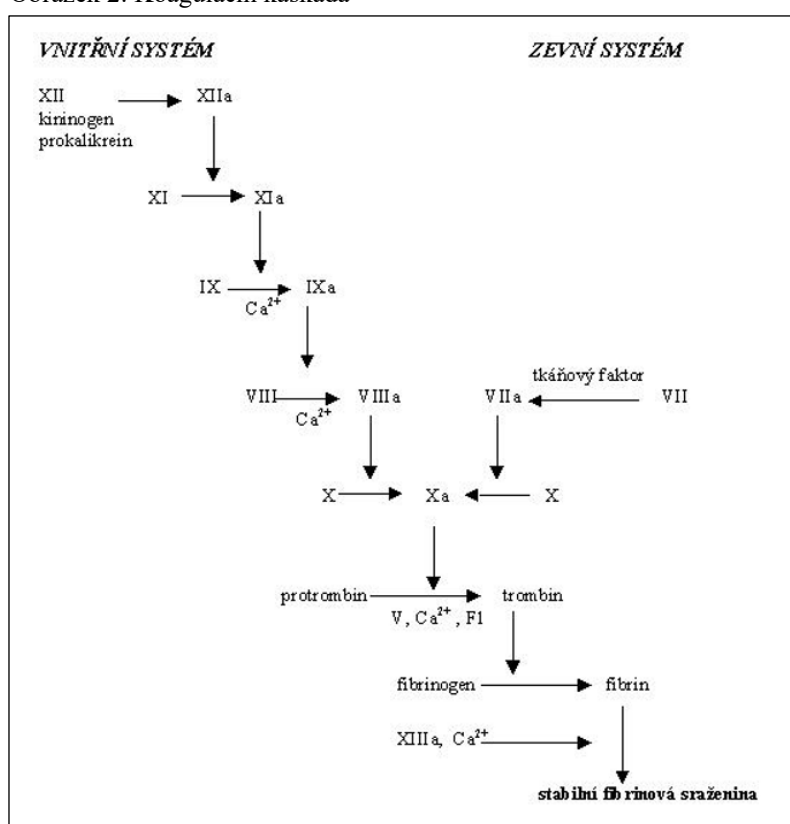 Obrázek 2: Koagulační kaskáda
VNITŘNÍ SYSTÉM ZEVNÍ SYSTÉM
XII XIIa
kininogen
prokalikrein
XI XIa
IX IXa
Ca2+
tkáňový faktor
VIII VIIIa VIIa VII
Ca2+
X Xa X
protrombin trombin
V, Ca2+, F1
fibrinogen fibrin
XIIIa, Ca2+
stabilní fibrinová sraženina